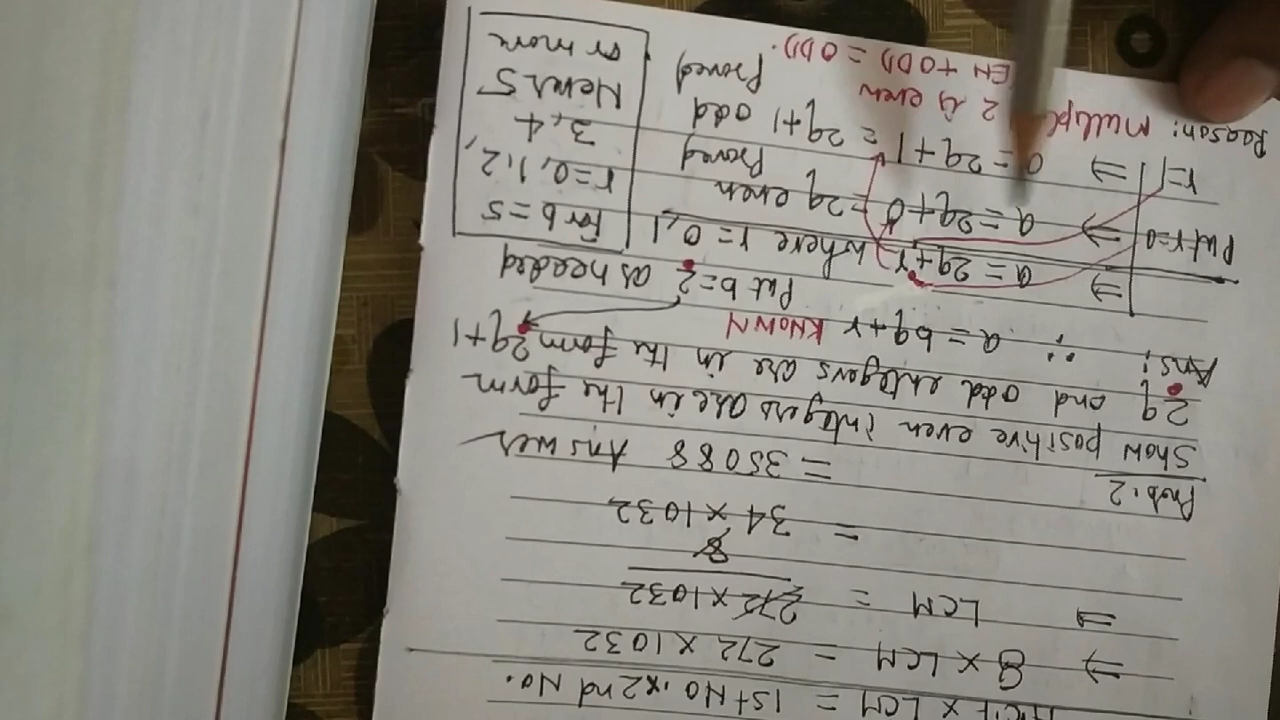 HCF x LCM = 1st No. x 2nd No.
⇒ 8 x LCM = 272 x 1032
⇒ LCM = 272 x 1032
8
= 34 x 1032
= 35088 Answer
Prob. 2
Show positive even integers are in the form
2q and odd entegers are in the form 2q+1
Ans: ∵ a = bq + r KNOWN
Put b = 2 as needed
⇒ a = 2q + r, where r = 0, 1
Put r=0 ⇒ a = 2q + 0 = 2q even
Proved
r=1 ⇒ a = 2q + 1 = 2q + 1 odd
Proved
Reason: Multipl 2 is even
EN + ODD = ODD.
For b = 5
r = 0, 1, 2,
3, 4
Never 5
or more